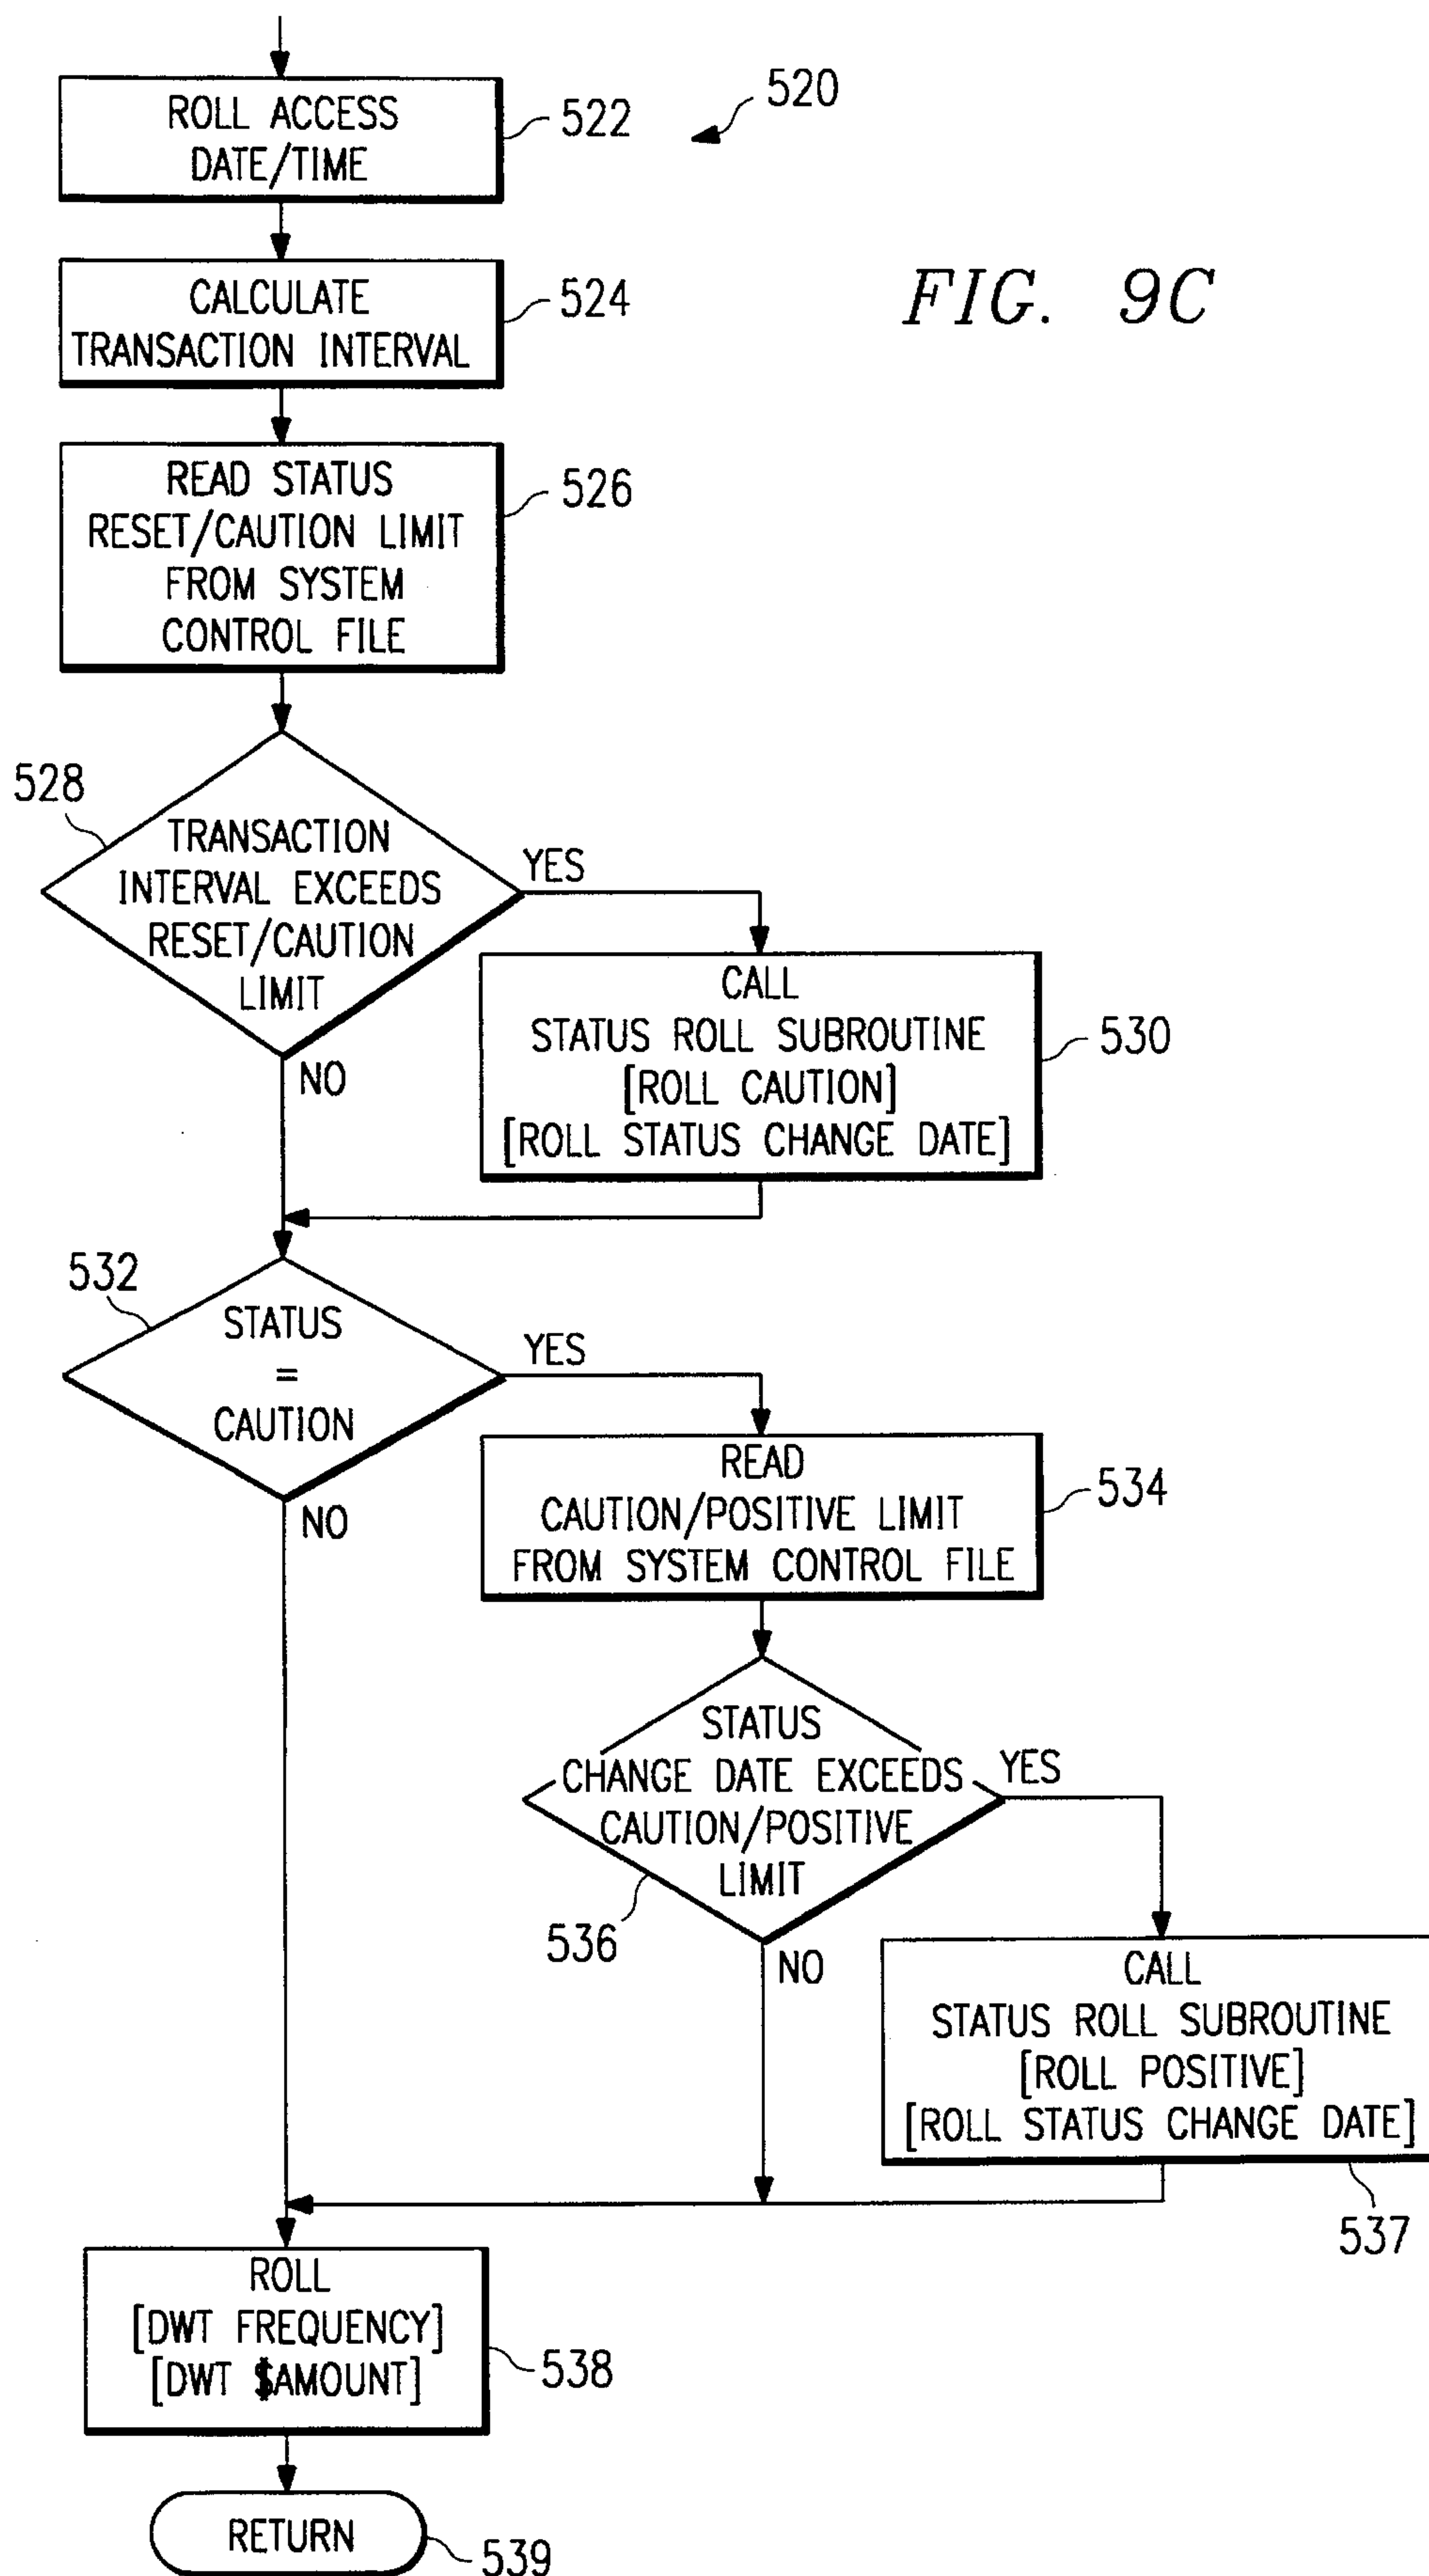 ROLL ACCESS
DATE/TIME
522
520
CALCULATE
TRANSACTION INTERVAL
524
FIG. 9C
READ STATUS
RESET/CAUTION LIMIT
FROM SYSTEM
CONTROL FILE
526
528
TRANSACTION
INTERVAL EXCEEDS
RESET/CAUTION
LIMIT
YES
NO
CALL
STATUS ROLL SUBROUTINE
[ROLL CAUTION]
[ROLL STATUS CHANGE DATE]
530
532
STATUS
=
CAUTION
YES
NO
READ
CAUTION/POSITIVE LIMIT
FROM SYSTEM CONTROL FILE
534
STATUS
CHANGE DATE EXCEEDS
CAUTION/POSITIVE
LIMIT
YES
536
NO
CALL
STATUS ROLL SUBROUTINE
[ROLL POSITIVE]
[ROLL STATUS CHANGE DATE]
537
ROLL
[DWT FREQUENCY]
[DWT $AMOUNT]
538
RETURN
539